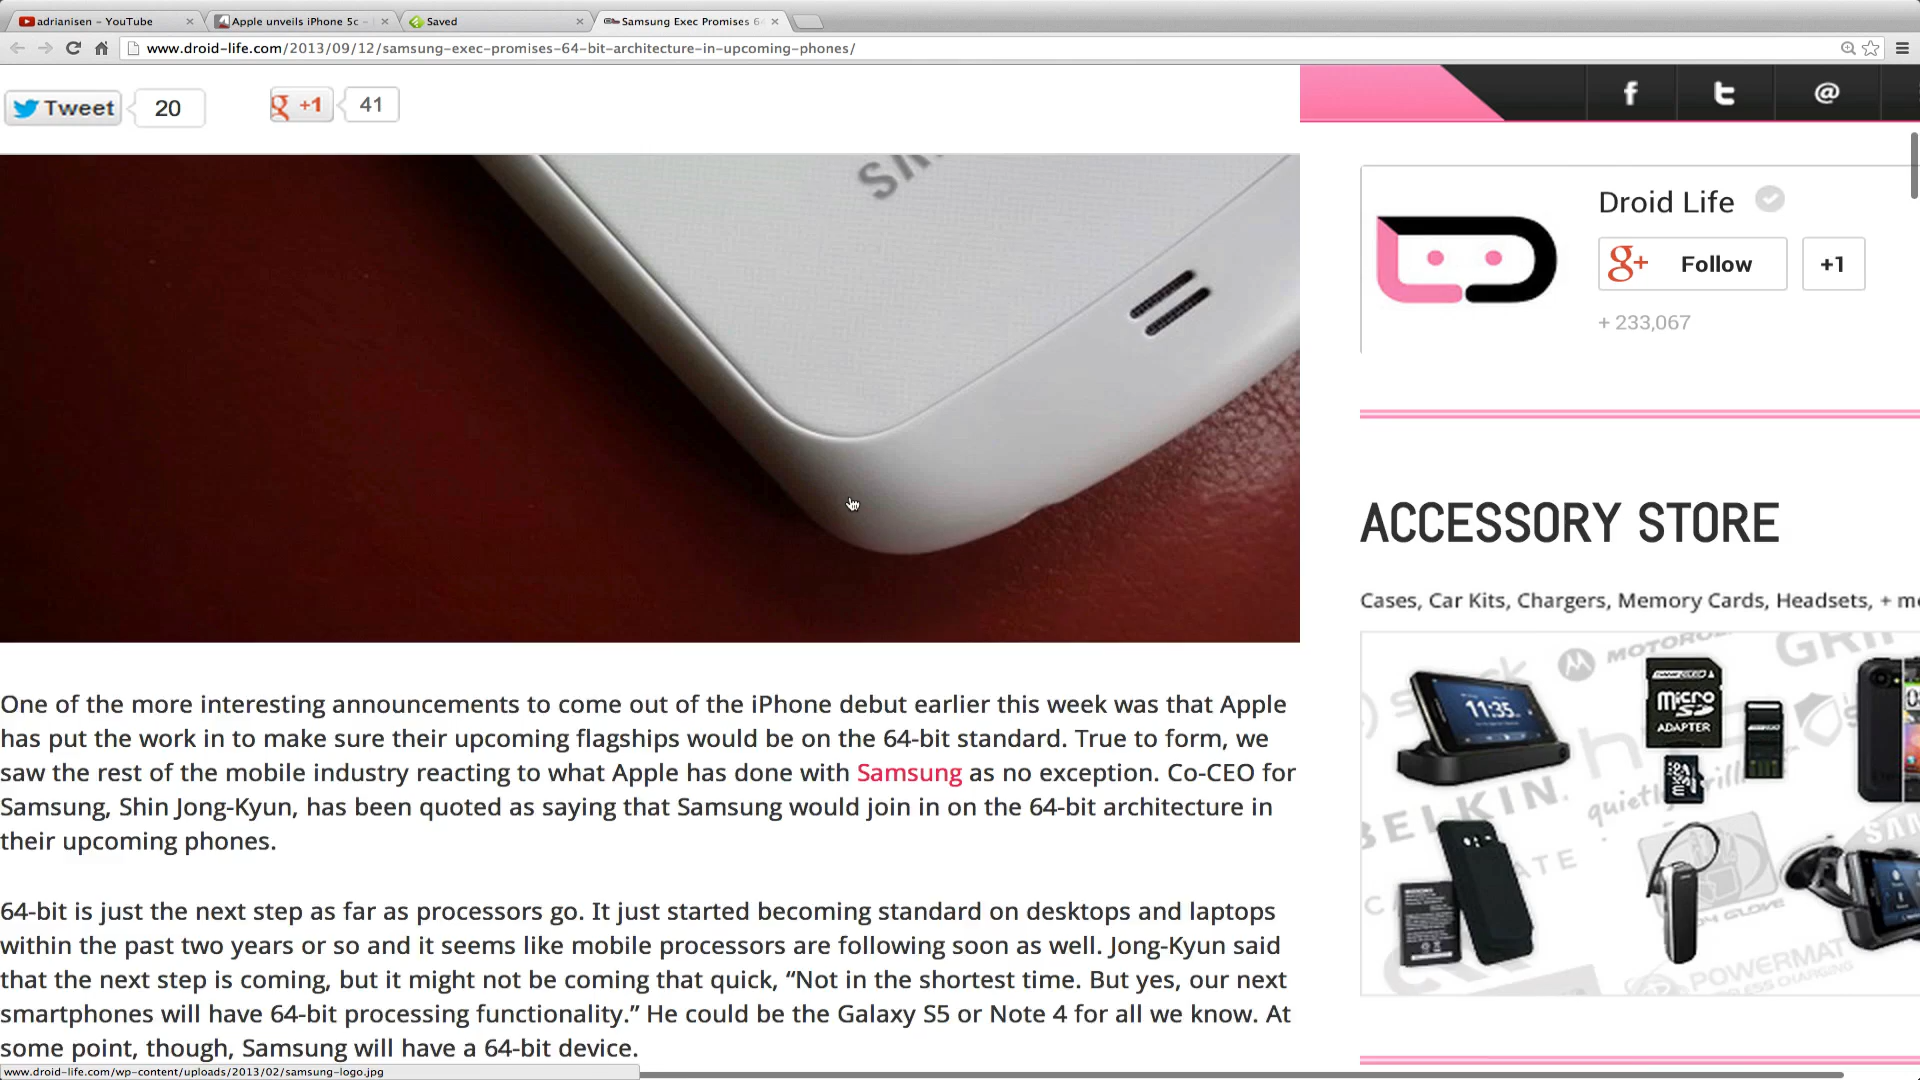 adrianisen – YouTube
Apple unveils iPhone 5c –
Saved
Samsung Exec Promises 6
www.droid-life.com/2013/09/12/samsung-exec-promises-64-bit-architecture-in-upcoming-phones/
Tweet 20
g +1 41
f t @
Droid Life
g+ Follow +1
+ 233,067
ACCESSORY STORE
Cases, Car Kits, Chargers, Memory Cards, Headsets, + m
MOTORO
GRIF
11:35
micro
ADAPTER
BELKIN.
quietly
POWERMAT
One of the more interesting announcements to come out of the iPhone debut earlier this week was that Apple
has put the work in to make sure their upcoming flagships would be on the 64-bit standard. True to form, we
saw the rest of the mobile industry reacting to what Apple has done with Samsung as no exception. Co-CEO for
Samsung, Shin Jong-Kyun, has been quoted as saying that Samsung would join in on the 64-bit architecture in
their upcoming phones.
64-bit is just the next step as far as processors go. It just started becoming standard on desktops and laptops
within the past two years or so and it seems like mobile processors are following soon as well. Jong-Kyun said
that the next step is coming, but it might not be coming that quick, “Not in the shortest time. But yes, our next
smartphones will have 64-bit processing functionality.” He could be the Galaxy S5 or Note 4 for all we know. At
some point, though, Samsung will have a 64-bit device.
www.droid-life.com/wp-content/uploads/2013/02/samsung-logo.jpg